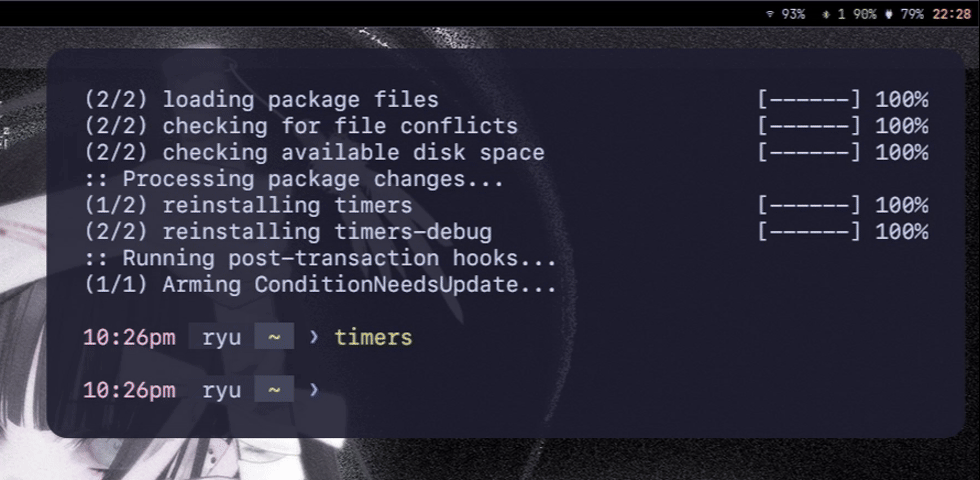 93% 1 90% 79% 22:28
(2/2) loading package files [------] 100%
(2/2) checking for file conflicts [------] 100%
(2/2) checking available disk space [------] 100%
:: Processing package changes...
(1/2) reinstalling timers [------] 100%
(2/2) reinstalling timers-debug [------] 100%
:: Running post-transaction hooks...
(1/1) Arming ConditionNeedsUpdate...
10:26pm ryu ~ ❯ timers
10:26pm ryu ~ ❯